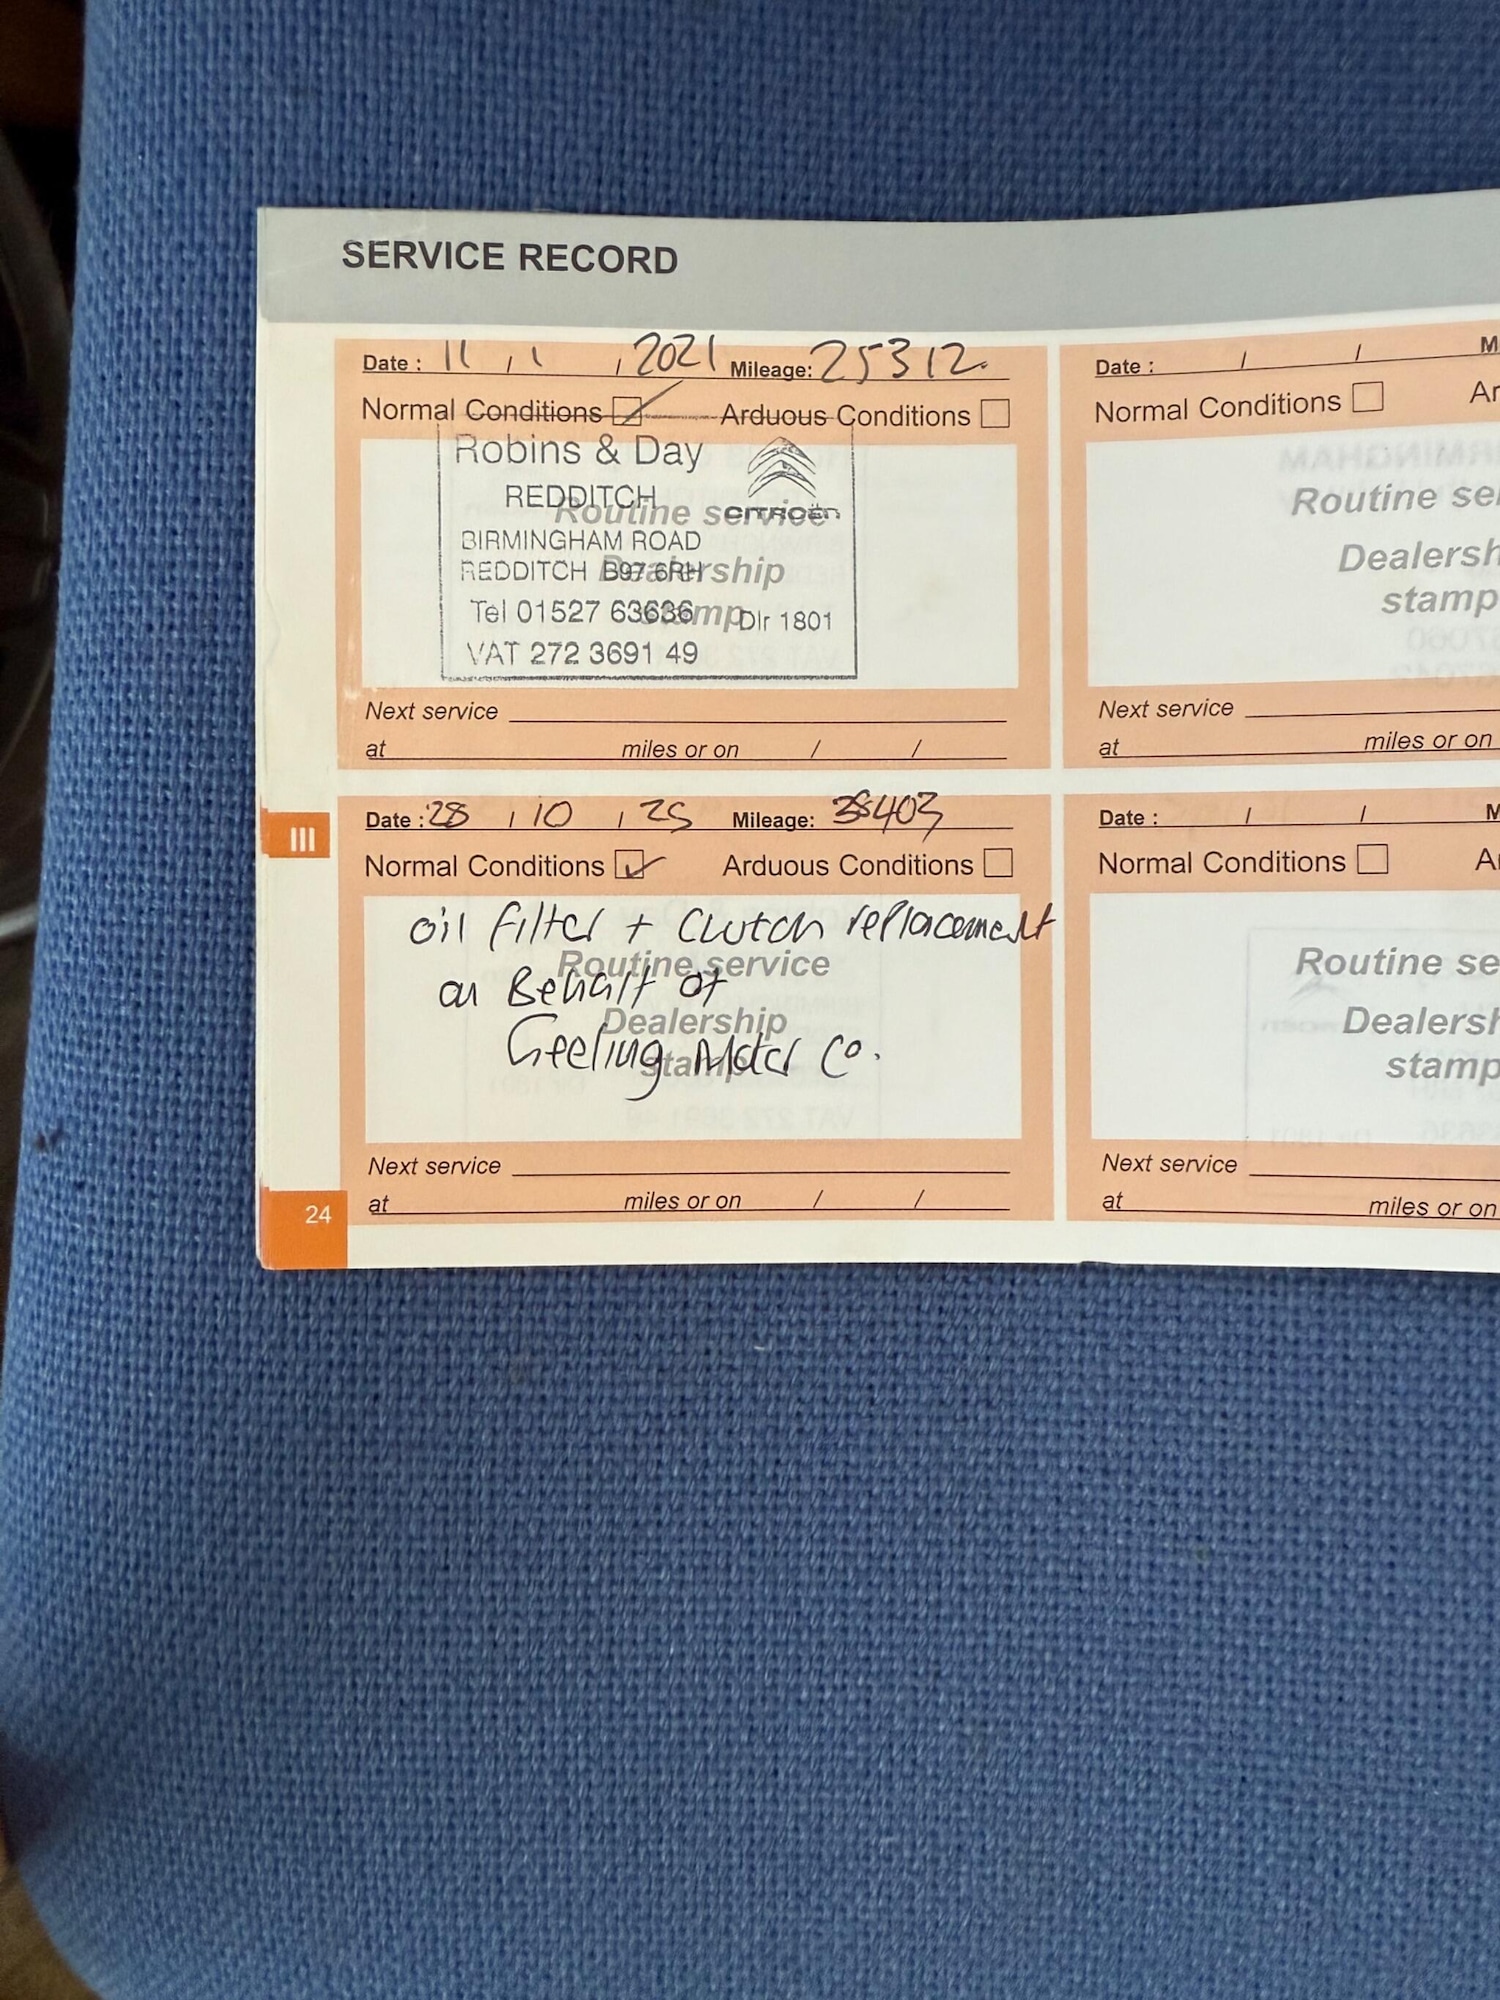 SERVICE RECORD
Date : 11 / 1 / 2021 Mileage: 25312.
Normal Conditions Arduous Conditions
Robins & Day
CITROËN
REDDITCH
Routine service
BIRMINGHAM ROAD
REDDITCH B97 6RH
Dealership
Tel 01527 63636 Dlr 1801
stamp
VAT 272 3691 49
Next service
at miles or on / /
Date : / / M
Normal Conditions Ar
Routine se
Dealersh
stamp
Next service
at miles or on
III
Date : 28 / 10 / 25 Mileage: 38403
Normal Conditions Arduous Conditions
oil filter + Clutch replacement
Routine service
on Behalf of
Dealership
Motor Co.
stamp
Next service
at miles or on / /
Date : / / M
Normal Conditions Ar
Routine se
Dealersh
stamp
Next service
at miles or on
24